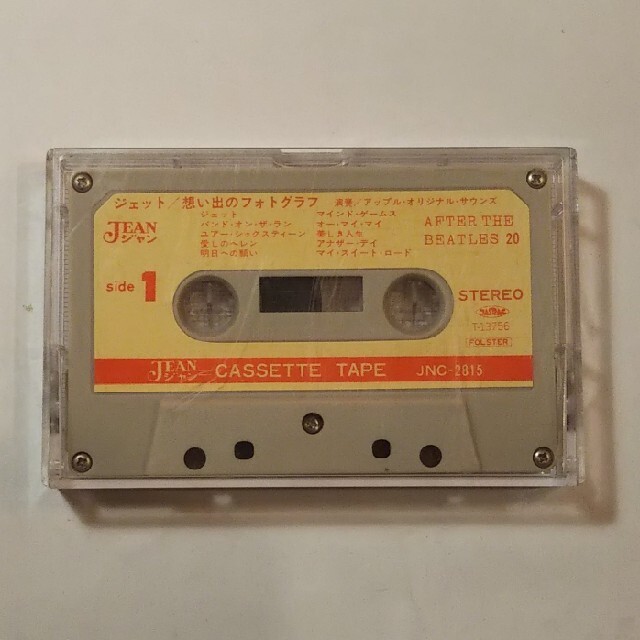 ジェット/想い出のフォトグラフ 演奏/アップル・オリジナル・サウンズ
JEAN
ジャン
ジェット
バンド・オン・ザ・ラン
ユアー・シックスティーン
愛しのヘレン
明日への願い
マインド・ゲームス
オー・マイ・マイ
美しき人生
アナザー・デイ
マイ・スイート・ロード
AFTER THE
BEATLES 20
side 1
STEREO
T-13756
POLSTER
JEAN
ジャン
CASSETTE TAPE JNC-2815